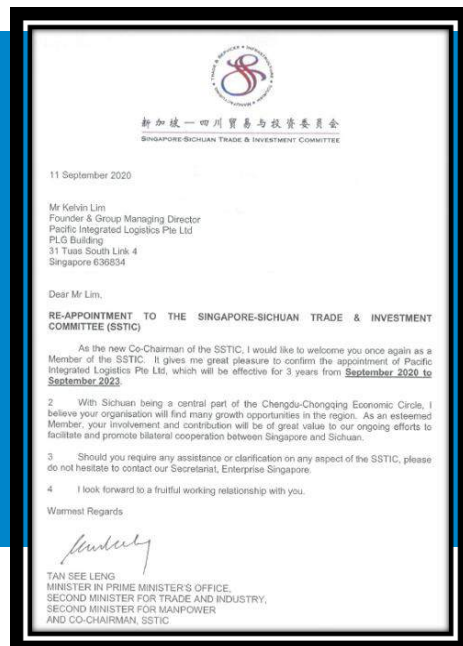 新加坡一四川貿易与投資委員会
SINGAPORE-SICHUAN TRADE & INVESTMENT COMMITTEE
11 September 2020
Mr Kelvin Lim
Founder & Group Managing Director
Pacific Integrated Logistics Pte Ltd
PLG Building
31 Tuas South Link 4
Singapore 636834
Dear Mr Lim,
RE-APPOINTMENT TO THE SINGAPORE-SICHUAN TRADE & INVESTMENT
COMMITTEE (SSTIC)
As the new Co-Chairman of the SSTIC, I would like to welcome you once again as a
Member of the SSTIC. It gives me great pleasure to confirm the appointment of Pacific
Integrated Logistics Pte Ltd, which will be effective for 3 years from September 2020 to
September 2023.
2 With Sichuan being a central part of the Chengdu-Chongqing Economic Circle, I
believe your organisation will find many growth opportunities in the region. As an esteemed
Member, your involvement and contribution will be of great value to our ongoing efforts to
facilitate and promote bilateral cooperation between Singapore and Sichuan.
3 Should you require any assistance or clarification on any aspect of the SSTIC, please
do not hesitate to contact our Secretariat, Enterprise Singapore.
4 I look forward to a fruitful working relationship with you.
Warmest Regards
TAN SEE LENG
MINISTER IN PRIME MINISTER'S OFFICE,
SECOND MINISTER FOR TRADE AND INDUSTRY,
SECOND MINISTER FOR MANPOWER
AND CO-CHAIRMAN, SSTIC